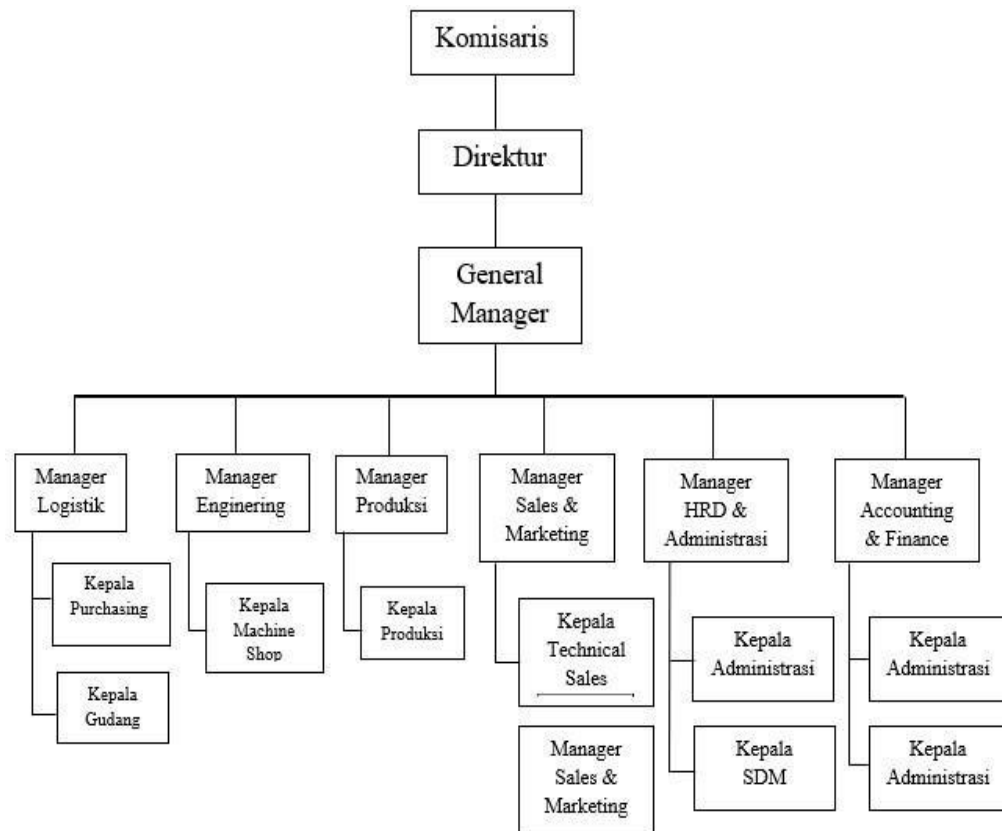 Komisaris
Direktur
General
Manager
Manager
Logistik
Manager
Enginering
Manager
Produksi
Manager
Sales &
Marketing
Manager
HRD &
Administrasi
Manager
Accounting
& Finance
Kepala
Purchasing
Kepala
Gudang
Kepala
Machine
Shop
Kepala
Produksi
Kepala
Technical
Sales
Manager
Sales &
Marketing
Kepala
Administrasi
Kepala
SDM
Kepala
Administrasi
Kepala
Administrasi